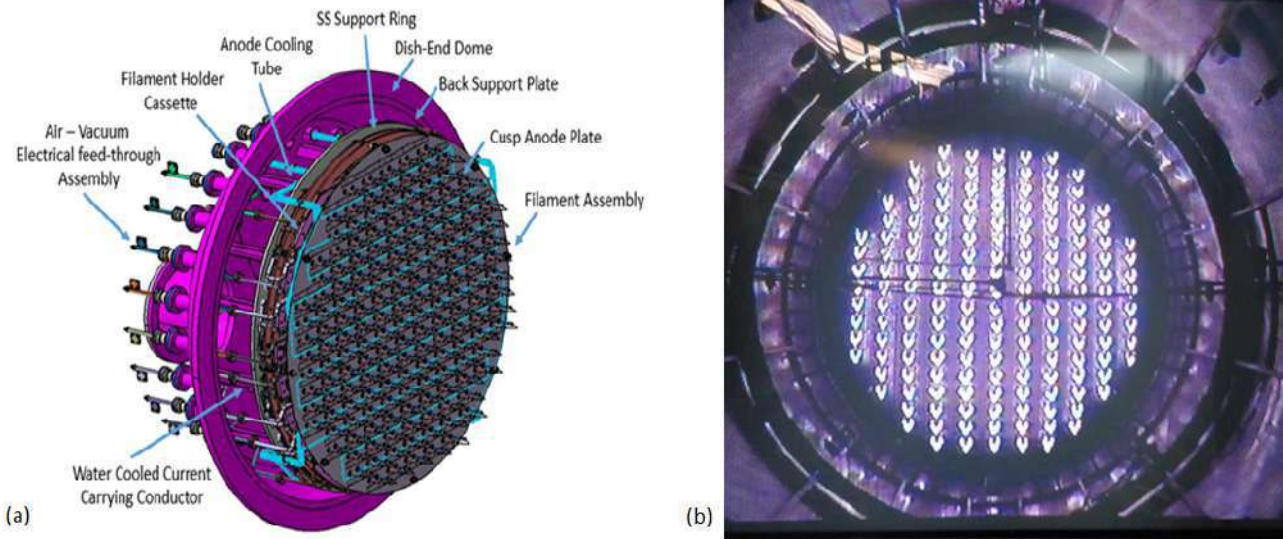 SS Support Ring
Anode Cooling
Tube
Dish-End Dome
Filament Holder
Cassette
Back Support Plate
Air – Vacuum
Electrical feed-through
Assembly
Cusp Anode Plate
Filament Assembly
Water Cooled Current
Carrying Conductor
(a)
(b)